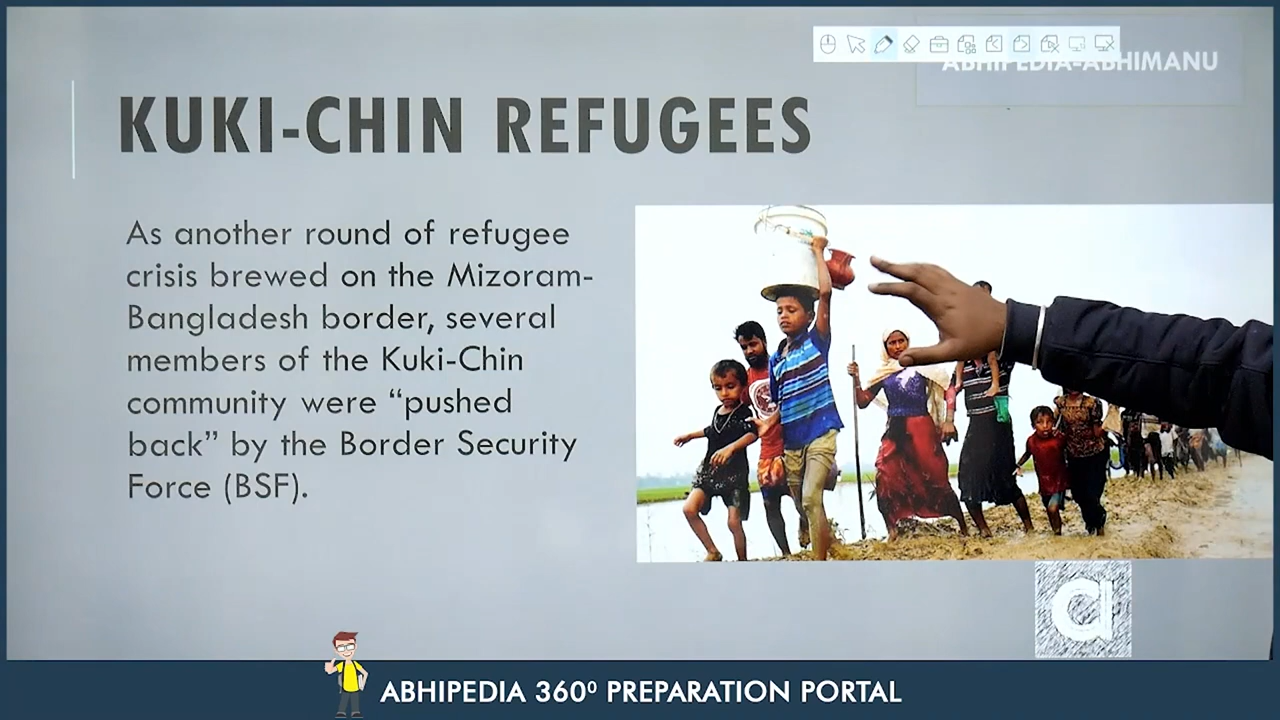 ABHIPEDIA-ABHIMANU
KUKI-CHIN REFUGEES
As another round of refugee
crisis brewed on the Mizoram-
Bangladesh border, several
members of the Kuki-Chin
community were “pushed
back” by the Border Security
Force (BSF).
a
ABHIPEDIA 360⁰ PREPARATION PORTAL